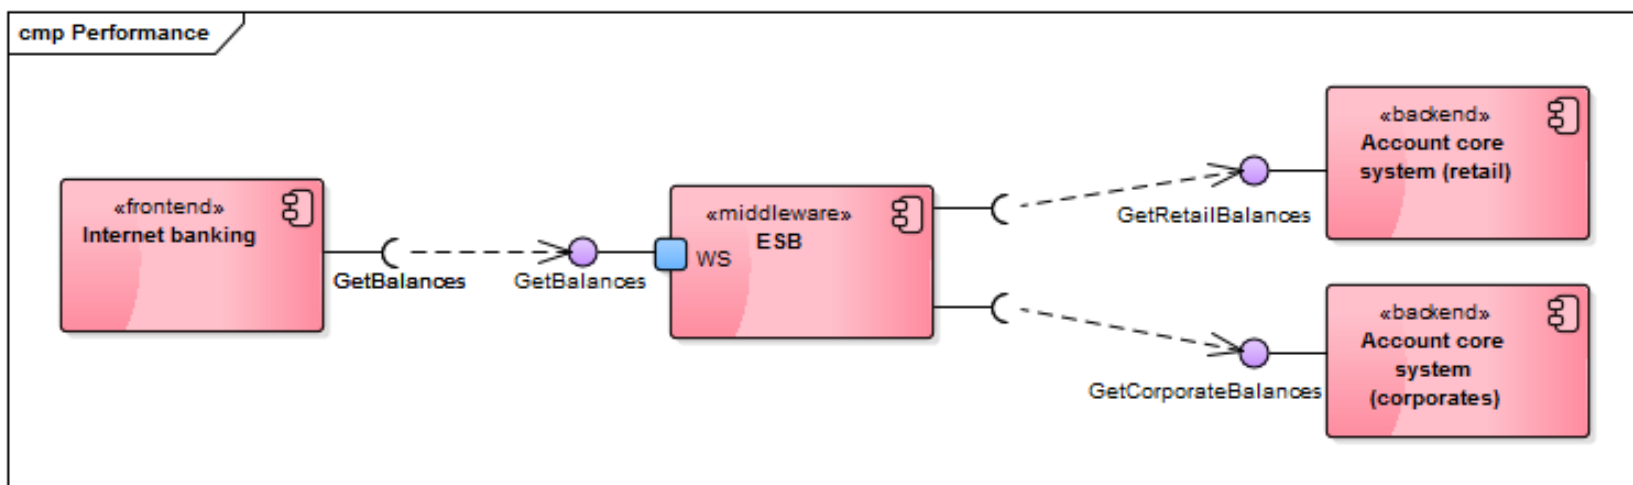 cmp Performance
«frontend»
Internet banking
GetBalances
GetBalances
«middleware»
ESB
WS
GetRetailBalances
GetCorporateBalances
«backend»
Account core
system (retail)
«backend»
Account core
system
(corporates)